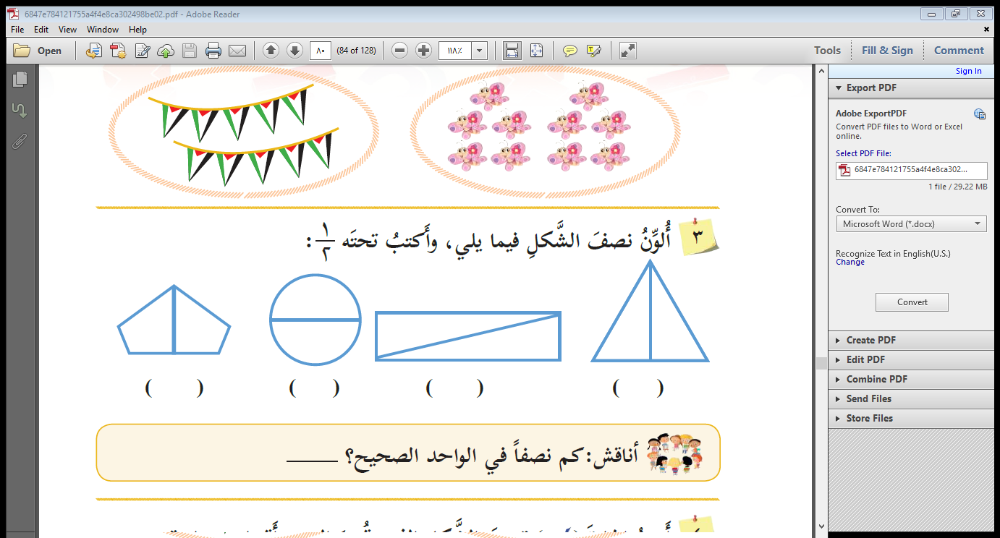 6847e784121755a4f4e8ca302498be02.pdf - Adobe Reader
File Edit View Window Help
Open ٨٠ (84 of 128) ١١٨٪ Tools Fill & Sign Comment
Sign In
Export PDF
Adobe ExportPDF
Convert PDF files to Word or Excel
online.
Select PDF File:
6847e784121755a4f4e8ca302...
1 file / 29.22 MB
Convert To:
Microsoft Word (*.docx)
Recognize Text in English(U.S.)
Change
Convert
Create PDF
Edit PDF
Combine PDF
Send Files
Store Files
٣ أُلوِّنُ نصفَ الشَّكلِ فيما يلي، وأَكتبُ تحتَه ١/٢ :
( ) ( ) ( ) ( )
أناقش: كم نصفاً في الواحد الصحيح؟ ____